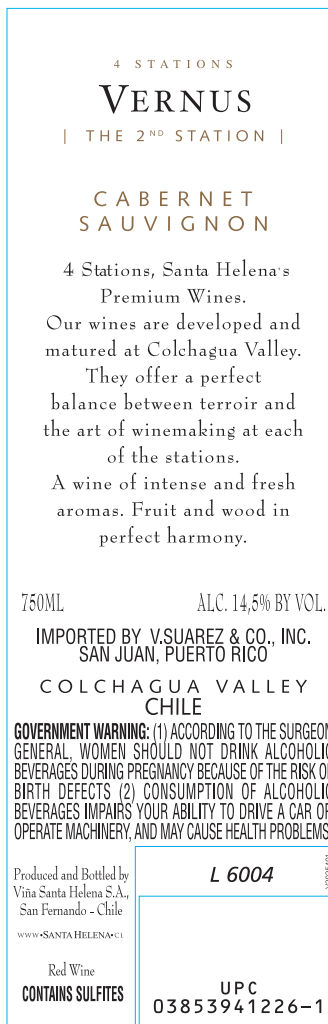 4 STATIONS
VERNUS
| THE 2ND STATION |
CABERNET
SAUVIGNON
4 Stations, Santa Helena's
Premium Wines.
Our wines are developed and
matured at Colchagua Valley.
They offer a perfect
balance between terroir and
the art of winemaking at each
of the stations.
A wine of intense and fresh
aromas. Fruit and wood in
perfect harmony.
750ML ALC. 14,5% BY VOL.
IMPORTED BY V.SUAREZ & CO., INC.
SAN JUAN, PUERTO RICO
COLCHAGUA VALLEY
CHILE
GOVERNMENT WARNING: (1) ACCORDING TO THE SURGEON
GENERAL, WOMEN SHOULD NOT DRINK ALCOHOLIC
BEVERAGES DURING PREGNANCY BECAUSE OF THE RISK OF
BIRTH DEFECTS (2) CONSUMPTION OF ALCOHOLIC
BEVERAGES IMPAIRS YOUR ABILITY TO DRIVE A CAR OR
OPERATE MACHINERY, AND MAY CAUSE HEALTH PROBLEMS
Produced and Bottled by
Viña Santa Helena S.A.,
San Fernando - Chile
WWW•SANTA HELENA•CL
Red Wine
CONTAINS SULFITES
L 6004
UPC
03853941226-1